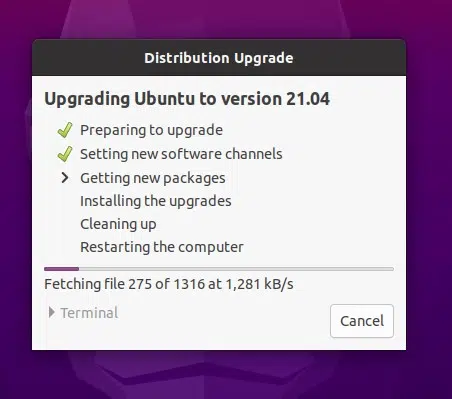 Distribution Upgrade
Upgrading Ubuntu to version 21.04
Preparing to upgrade
Setting new software channels
Getting new packages
Installing the upgrades
Cleaning up
Restarting the computer
Fetching file 275 of 1316 at 1,281 kB/s
Terminal
Cancel